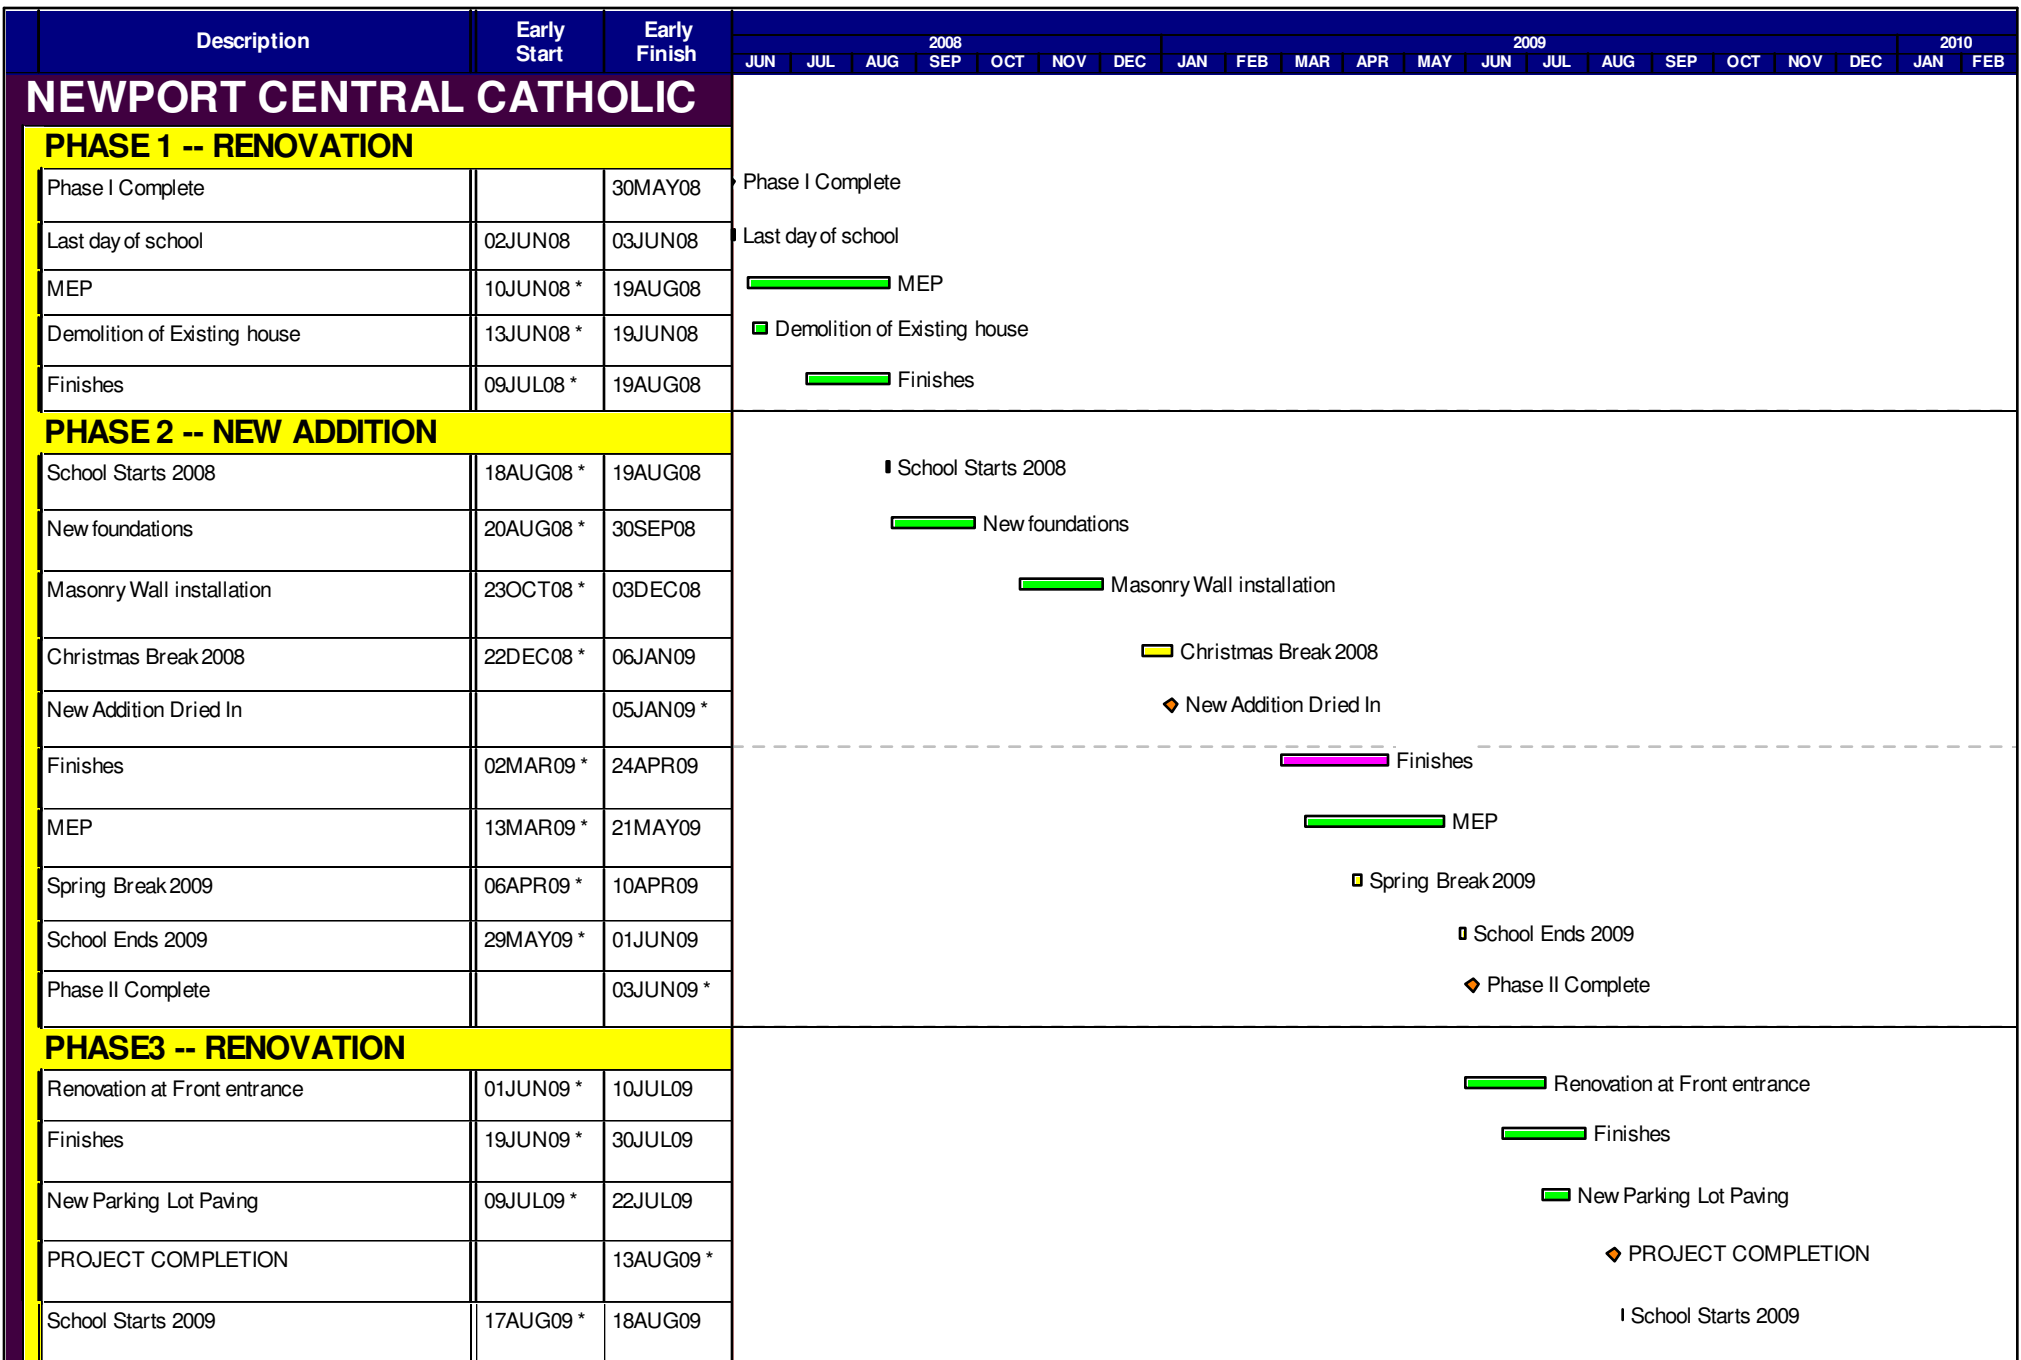 Description Early Start Early Finish
2008 2009 2010
JUN JUL AUG SEP OCT NOV DEC JAN FEB MAR APR MAY JUN JUL AUG SEP OCT NOV DEC JAN FEB
NEWPORT CENTRAL CATHOLIC
PHASE 1 -- RENOVATION
Phase I Complete 30MAY08 Phase I Complete
Last day of school 02JUN08 03JUN08 Last day of school
MEP 10JUN08 * 19AUG08 MEP
Demolition of Existing house 13JUN08 * 19JUN08 Demolition of Existing house
Finishes 09JUL08 * 19AUG08 Finishes
PHASE 2 -- NEW ADDITION
School Starts 2008 18AUG08 * 19AUG08 School Starts 2008
New foundations 20AUG08 * 30SEP08 New foundations
Masonry Wall installation 23OCT08 * 03DEC08 Masonry Wall installation
Christmas Break 2008 22DEC08 * 06JAN09 Christmas Break 2008
New Addition Dried In 05JAN09 * New Addition Dried In
Finishes 02MAR09 * 24APR09 Finishes
MEP 13MAR09 * 21MAY09 MEP
Spring Break 2009 06APR09 * 10APR09 Spring Break 2009
School Ends 2009 29MAY09 * 01JUN09 School Ends 2009
Phase II Complete 03JUN09 * Phase II Complete
PHASE3 -- RENOVATION
Renovation at Front entrance 01JUN09 * 10JUL09 Renovation at Front entrance
Finishes 19JUN09 * 30JUL09 Finishes
New Parking Lot Paving 09JUL09 * 22JUL09 New Parking Lot Paving
PROJECT COMPLETION 13AUG09 * PROJECT COMPLETION
School Starts 2009 17AUG09 * 18AUG09 School Starts 2009